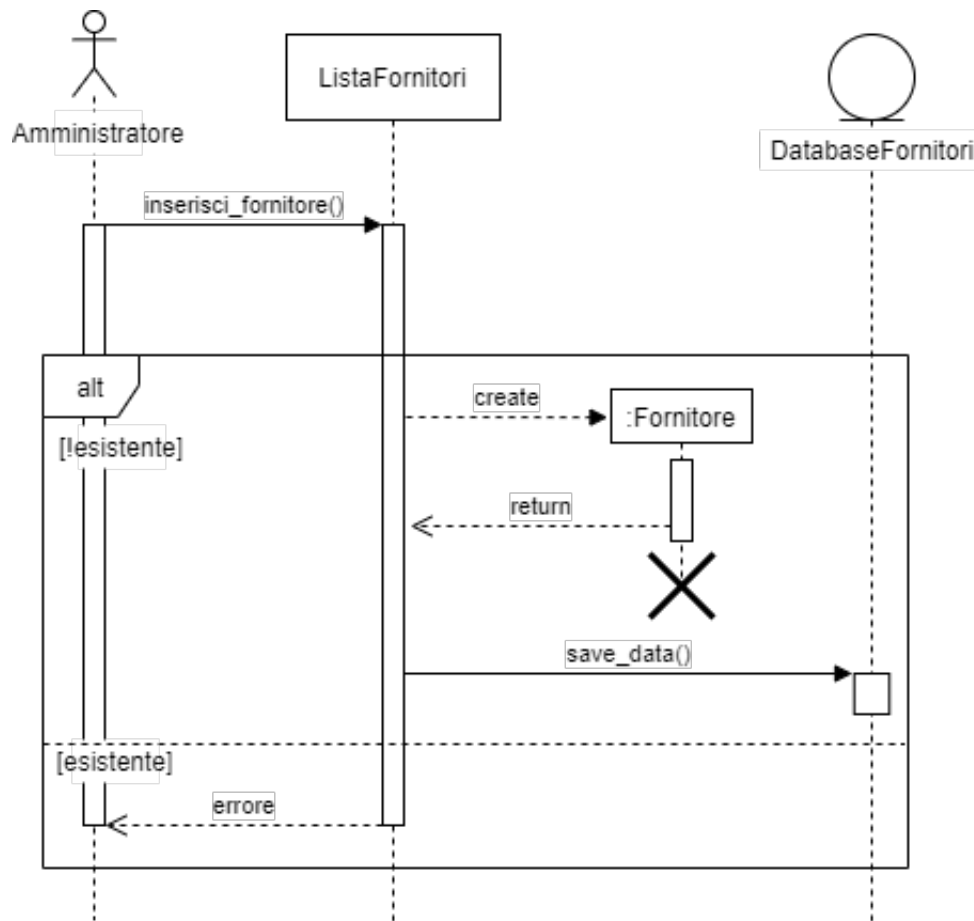 ListaFornitori
Amministratore
DatabaseFornitori
inserisci_fornitore()
alt
create
:Fornitore
[!esistente]
return
save_data()
[esistente]
errore